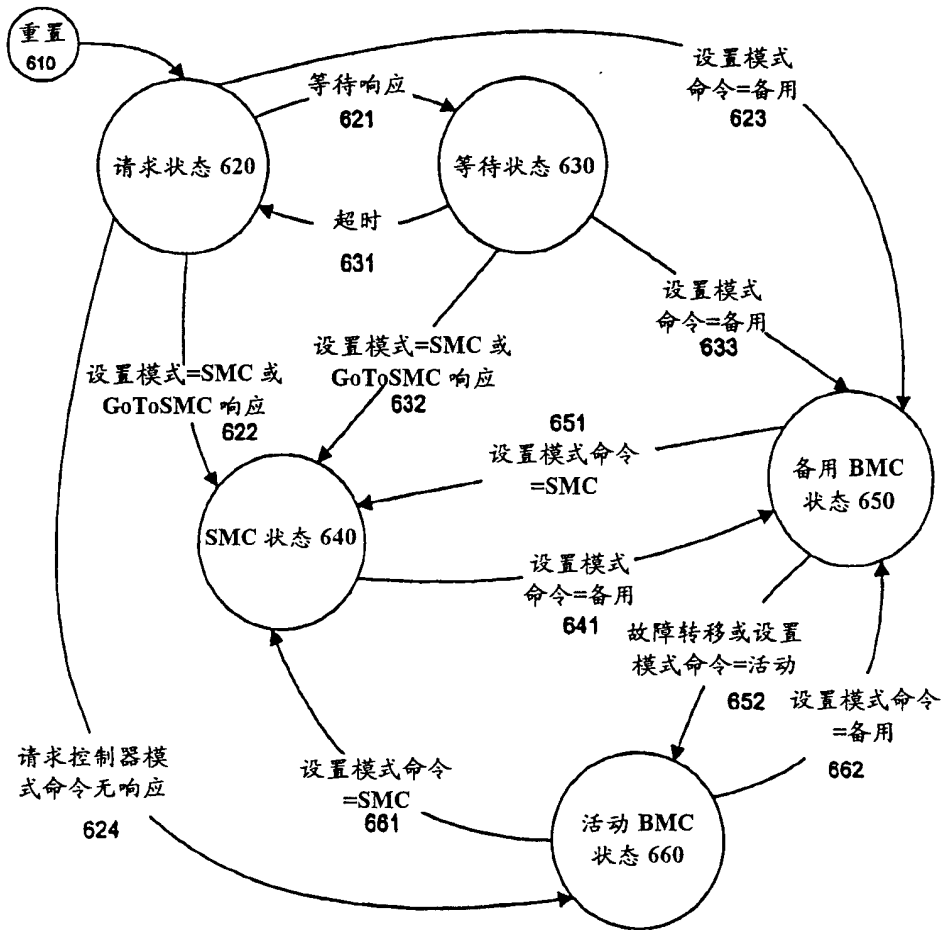 重置
610
设置模式
命令=备用
623
等待响应
621
请求状态 620
等待状态 630
超时
631
设置模式
命令=备用
633
设置模式=SMC 或
GoToSMC 响应
622
设置模式=SMC 或
GoToSMC 响应
632
651
设置模式命令
=SMC
备用 BMC
状态 650
SMC 状态 640
设置模式
命令=备用
641
故障转移或设置
模式命令=活动
652
设置模式命令
=备用
662
请求控制器模
式命令无响应
624
设置模式命令
=SMC
661
活动 BMC
状态 660